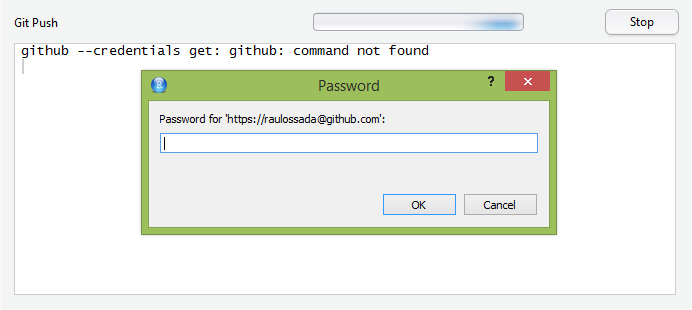 Git Push
Stop
github --credentials get: github: command not found
R
Password
?
Password for 'https://raulossada@github.com':
OK
Cancel